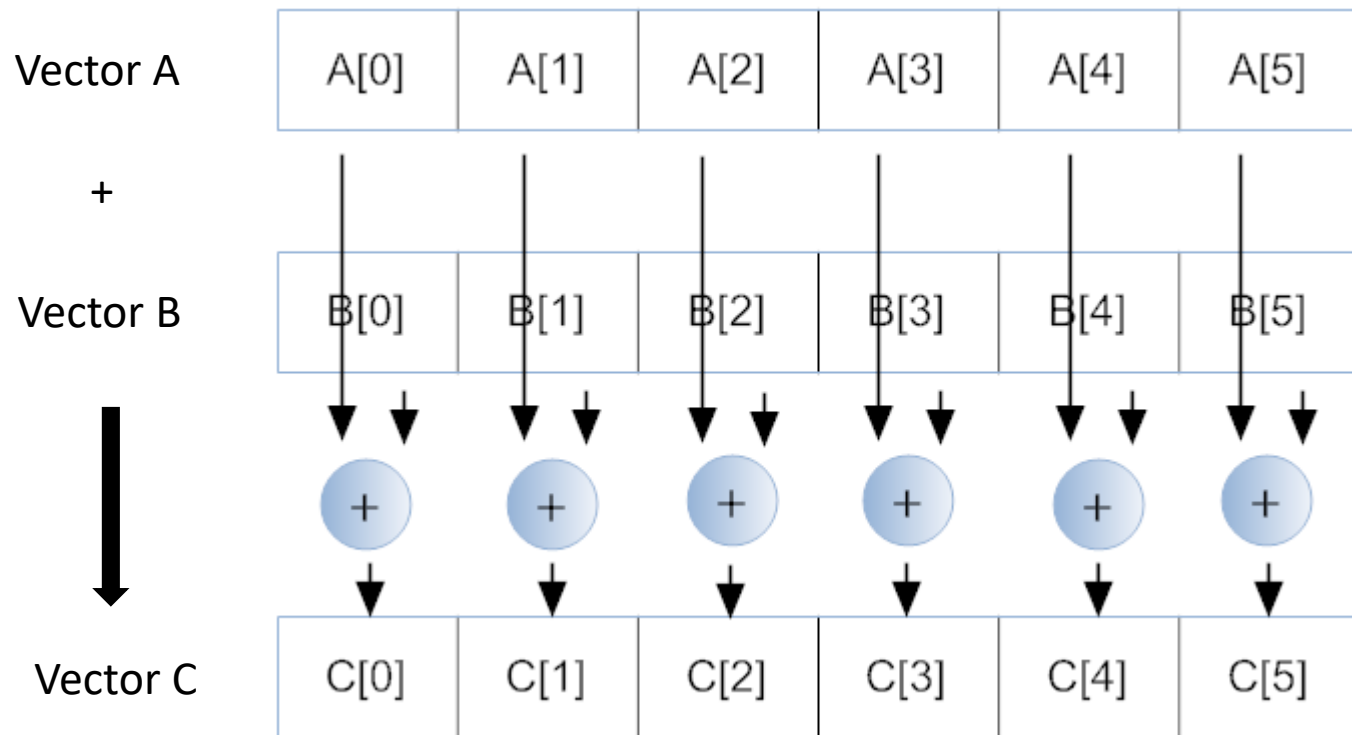 Vector A A[0] A[1] A[2] A[3] A[4] A[5]
+
Vector B B[0] B[1] B[2] B[3] B[4] B[5]
+ + + + + +
Vector C C[0] C[1] C[2] C[3] C[4] C[5]